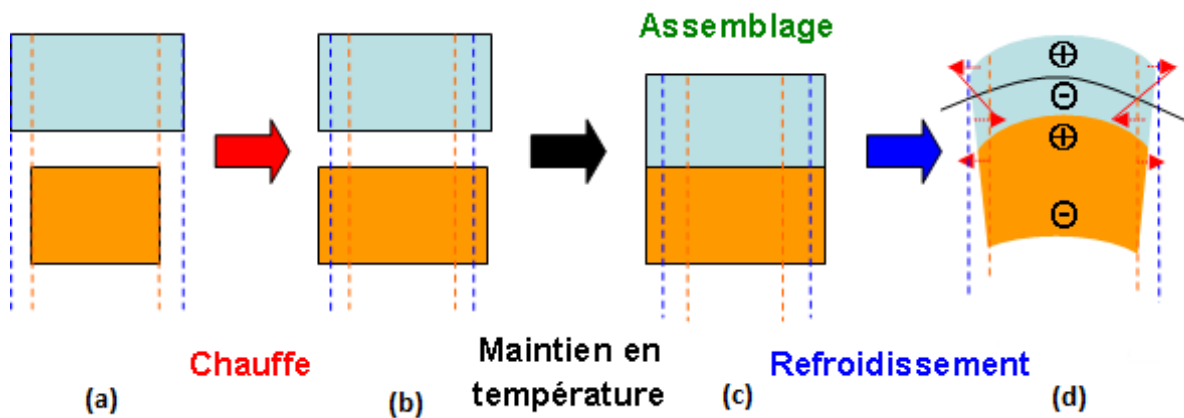 Assemblage
⊕
⊖
⊕
⊖
Chauffe
Maintien en
température
Refroidissement
(a)
(b)
(c)
(d)